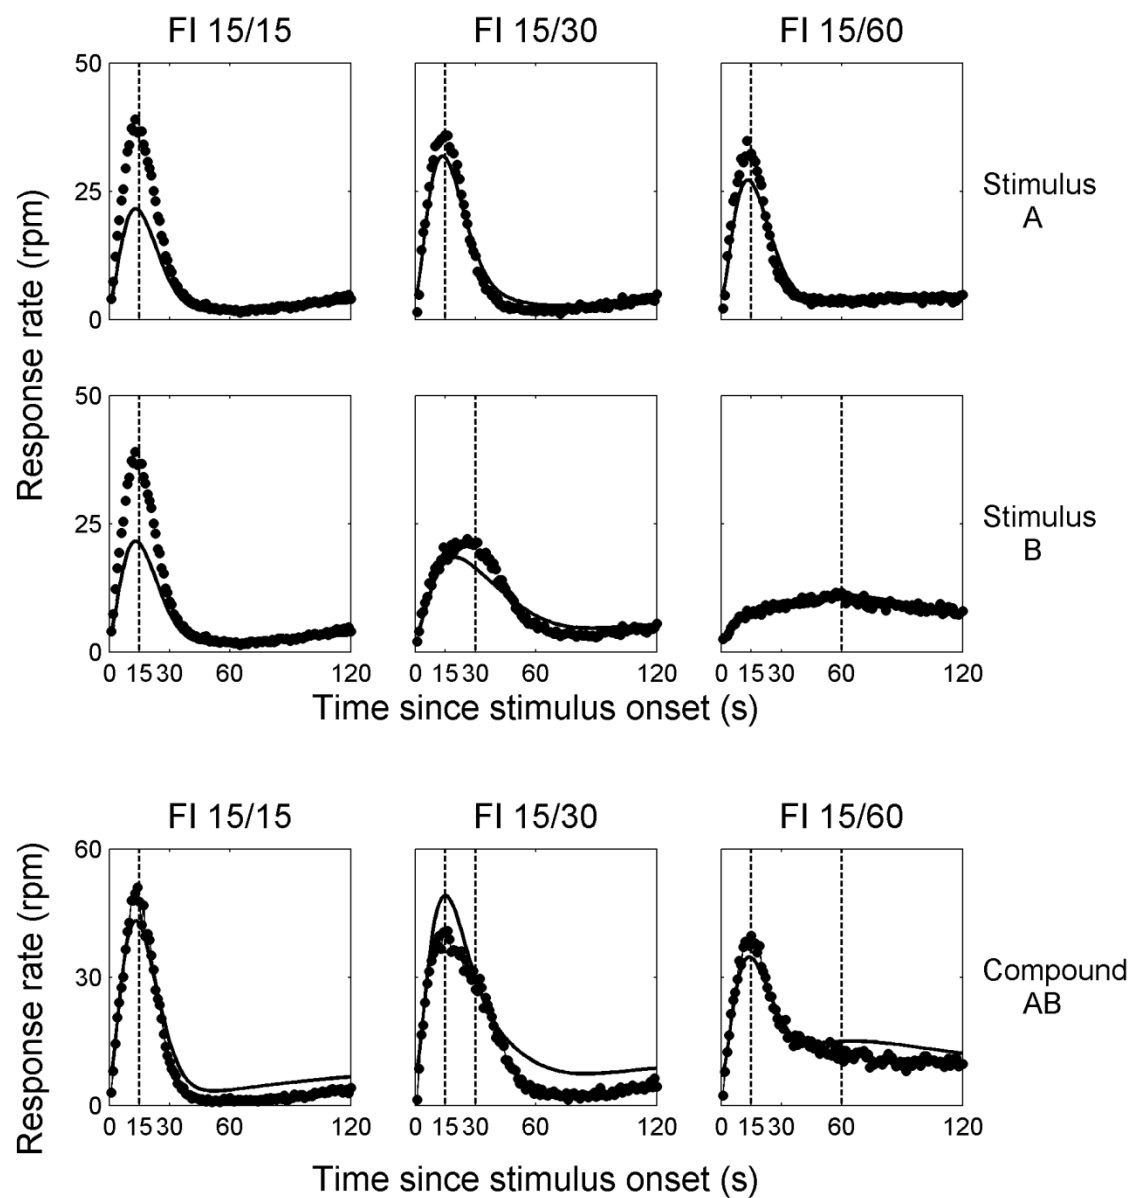 FI 15/15 FI 15/30 FI 15/60
50
25
0
Stimulus
A
Response rate (rpm)
50
25
0
Stimulus
B
0 15 30 60 120 0 15 30 60 120 0 15 30 60 120
Time since stimulus onset (s)
FI 15/15 FI 15/30 FI 15/60
60
30
0
Response rate (rpm)
Compound
AB
0 15 30 60 120 0 15 30 60 120 0 15 30 60 120
Time since stimulus onset (s)